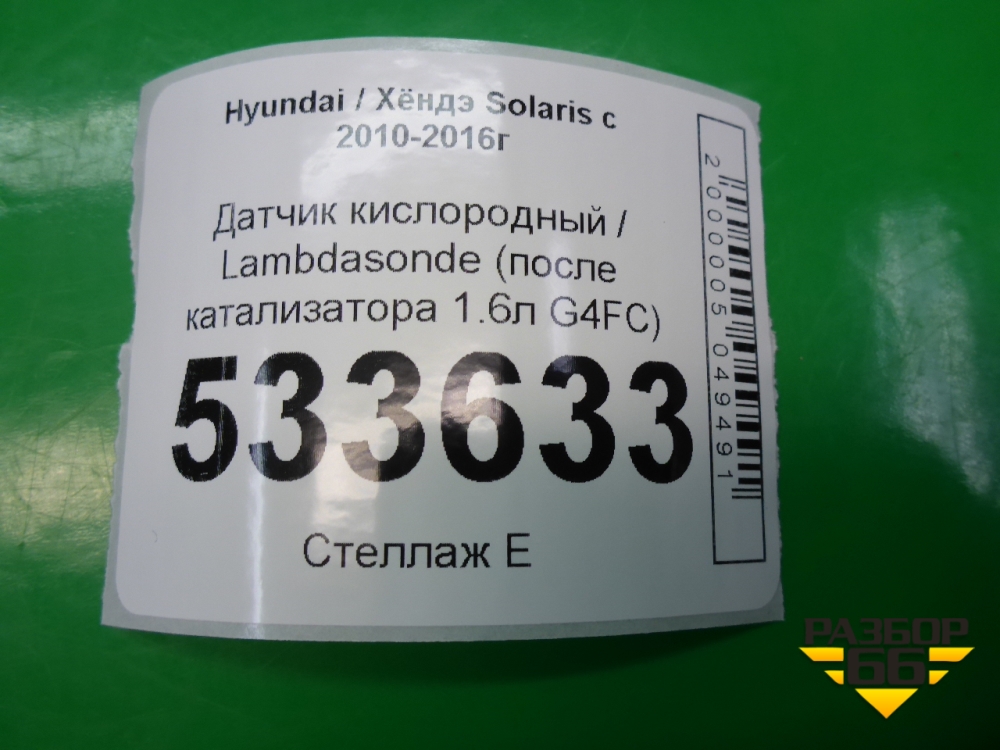 Hyundai / Хёндэ Solaris с
2010-2016г
Датчик кислородный /
Lambdasonde (после
катализатора 1.6л G4FC)
533633
Стеллаж E
2000005049491
РАЗБОР
66